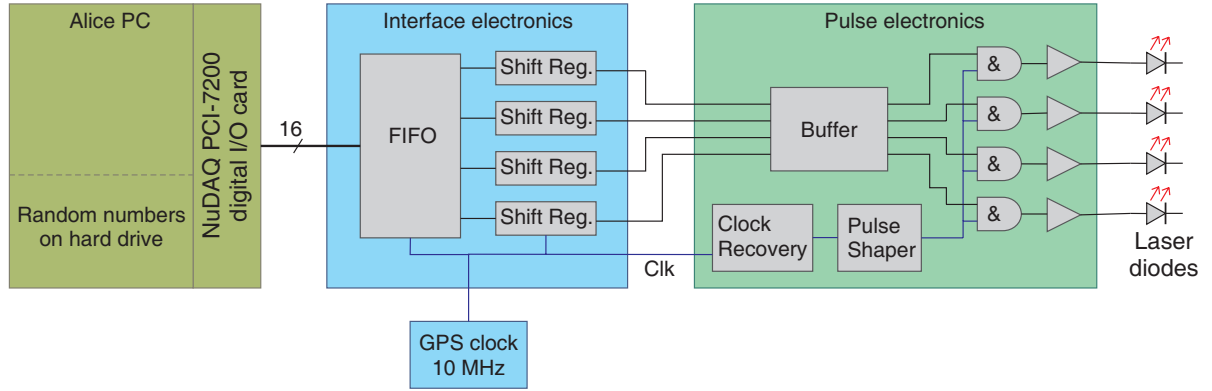 Alice PC
NuDAQ PCI-7200
digital I/O card
Random numbers
on hard drive
16
Interface electronics
FIFO
Shift Reg.
Shift Reg.
Shift Reg.
Shift Reg.
GPS clock
10 MHz
Clk
Pulse electronics
Buffer
Clock
Recovery
Pulse
Shaper
&
&
&
&
Laser
diodes